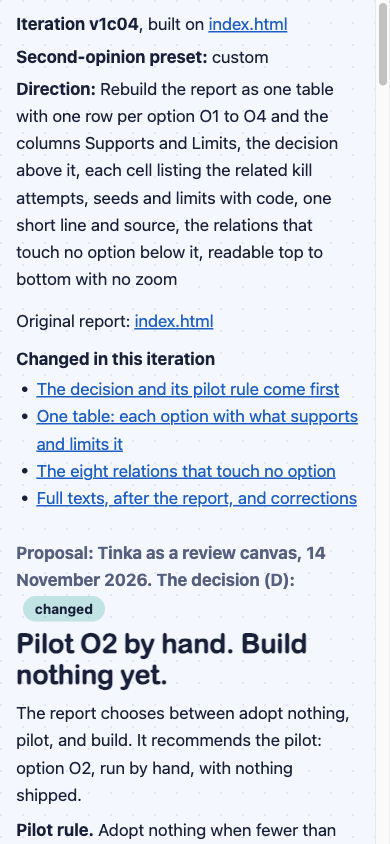 Iteration v1c04, built on index.html
Second-opinion preset: custom
Direction: Rebuild the report as one table
with one row per option O1 to O4 and the
columns Supports and Limits, the decision
above it, each cell listing the related kill
attempts, seeds and limits with code, one
short line and source, the relations that
touch no option below it, readable top to
bottom with no zoom
Original report: index.html
Changed in this iteration
• The decision and its pilot rule come first
• One table: each option with what supports
and limits it
• The eight relations that touch no option
• Full texts, after the report, and corrections
Proposal: Tinka as a review canvas, 14
November 2026. The decision (D):
changed
Pilot O2 by hand. Build
nothing yet.
The report chooses between adopt nothing,
pilot, and build. It recommends the pilot:
option O2, run by hand, with nothing
shipped.
Pilot rule. Adopt nothing when fewer than